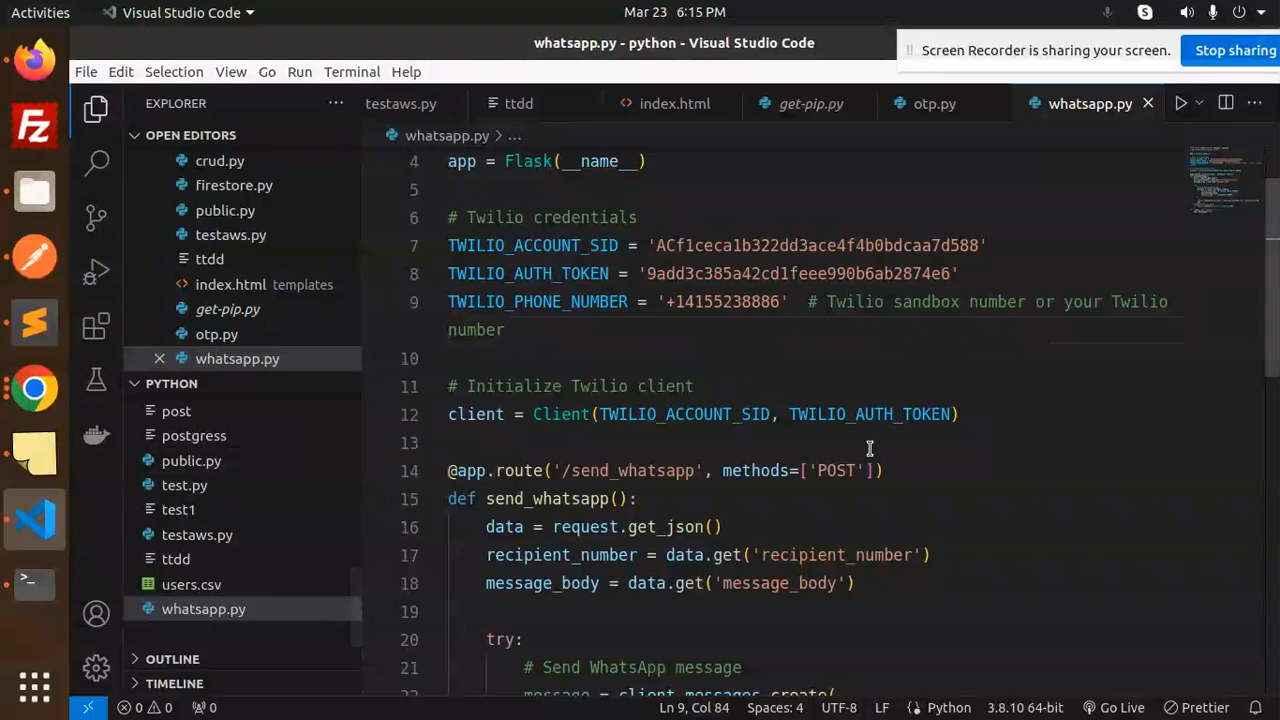 Activities
Visual Studio Code
Mar 23 6:15 PM
whatsapp.py - python - Visual Studio Code
Screen Recorder is sharing your screen.
Stop sharing
File Edit Selection View Go Run Terminal Help
EXPLORER
testaws.py
ttdd
index.html
get-pip.py
otp.py
whatsapp.py
OPEN EDITORS
crud.py
firestore.py
public.py
testaws.py
ttdd
index.html templates
get-pip.py
otp.py
whatsapp.py
PYTHON
post
postgress
public.py
test.py
test1
testaws.py
ttdd
users.csv
whatsapp.py
OUTLINE
TIMELINE
whatsapp.py > ...
4 app = Flask(__name__)
5
6 # Twilio credentials
7 TWILIO_ACCOUNT_SID = 'ACf1ceca1b322dd3ace4f4b0bdcaa7d588'
8 TWILIO_AUTH_TOKEN = '9add3c385a42cd1feee990b6ab2874e6'
9 TWILIO_PHONE_NUMBER = '+14155238886' # Twilio sandbox number or your Twilio
number
10
11 # Initialize Twilio client
12 client = Client(TWILIO_ACCOUNT_SID, TWILIO_AUTH_TOKEN)
13
14 @app.route('/send_whatsapp', methods=['POST'])
15 def send_whatsapp():
16 data = request.get_json()
17 recipient_number = data.get('recipient_number')
18 message_body = data.get('message_body')
19
20 try:
21 # Send WhatsApp message
22 message = client.messages.create(
0 0 0
Ln 9, Col 84
Spaces: 4
UTF-8
LF
Python
3.8.10 64-bit
Go Live
Prettier